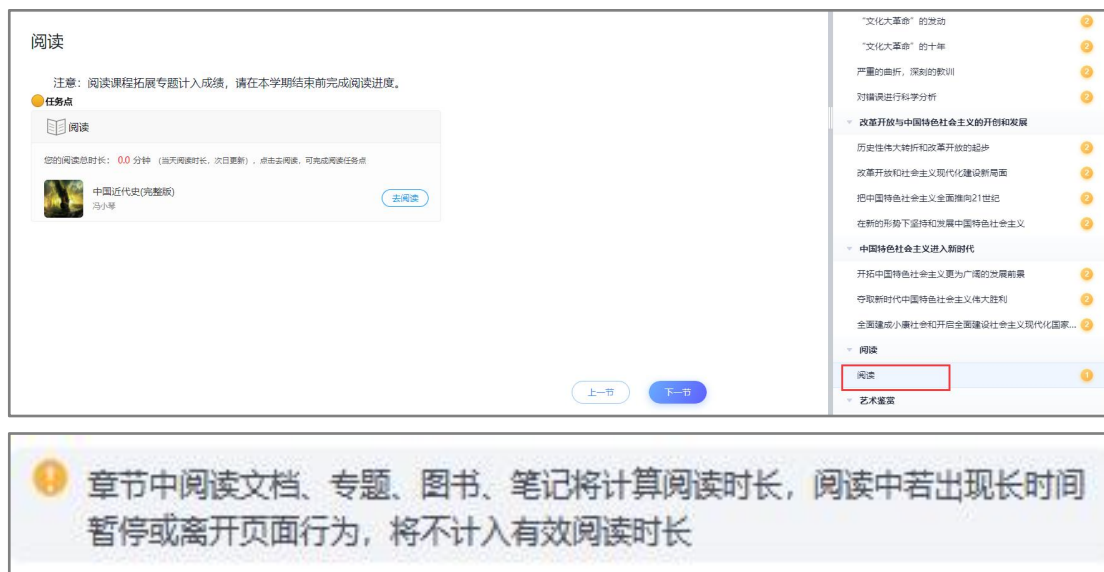 阅读
注意：阅读课程拓展专题计入成绩，请在本学期结束前完成阅读进度。
任务点
阅读
您的阅读总时长： 0.0 分钟 （当天阅读时长，次日更新），点击去阅读，可完成阅读任务点
中国近代史(完整版)
冯小琴
去阅读
上一节
下一节
“文化大革命”的发动 2
“文化大革命”的十年 2
严重的曲折，深刻的教训 2
对错误进行科学分析 2
改革开放与中国特色社会主义的开创和发展
历史性伟大转折和改革开放的起步 2
改革开放和社会主义现代化建设新局面 2
把中国特色社会主义全面推向21世纪 2
在新的形势下坚持和发展中国特色社会主义 2
中国特色社会主义进入新时代
开拓中国特色社会主义更为广阔的发展前景 2
夺取新时代中国特色社会主义伟大胜利 2
全面建成小康社会和开启全面建设社会主义现代化国家... 2
阅读
阅读 1
艺术鉴赏
章节中阅读文档、专题、图书、笔记将计算阅读时长，阅读中若出现长时间
暂停或离开页面行为，将不计入有效阅读时长